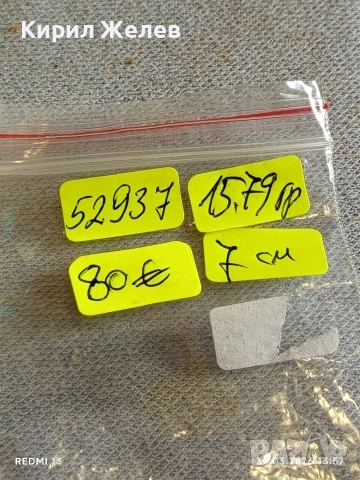 Кирил Желев
52937
15.79 гр
80 €
7 см
REDMI 13